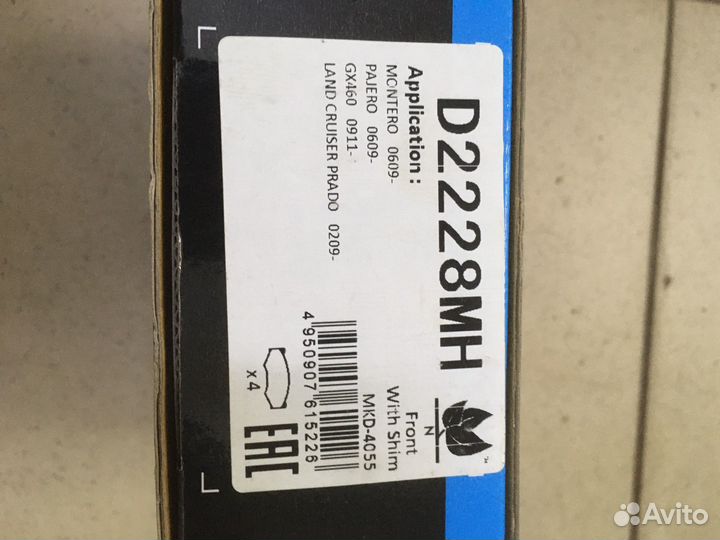 D2228MH
Application :
MONTERO 0609-
PAJERO 0609-
GX460 0911-
LAND CRUISER PRADO 0209-
N
TM
Front
With Shim
MKD-4055
4 950907 615226
x 4
EAC
Avito